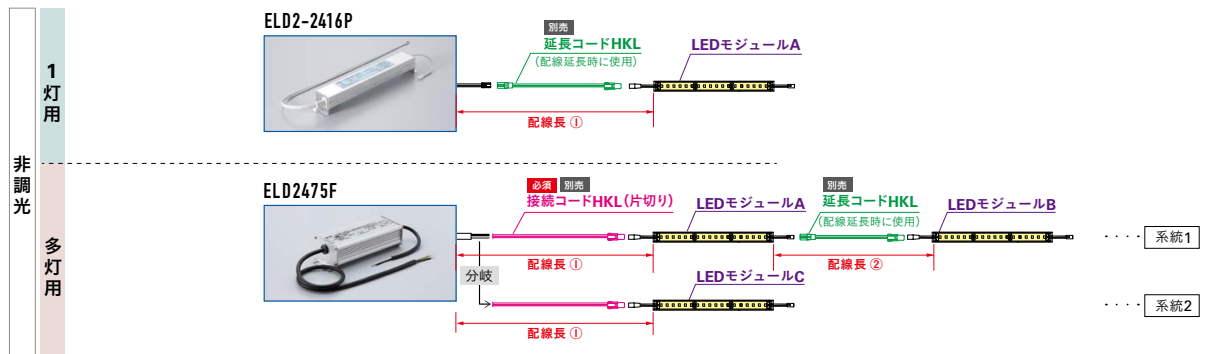 非調光
1灯用
ELD2-2416P
別売
延長コードHKL
(配線延長時に使用)
LEDモジュールA
配線長①
多灯用
ELD2475F
必須 別売
接続コードHKL(片切り)
LEDモジュールA
別売
延長コードHKL
(配線延長時に使用)
LEDモジュールB
‥‥ 系統1
配線長①
配線長②
分岐
LEDモジュールC
‥‥ 系統2
配線長①